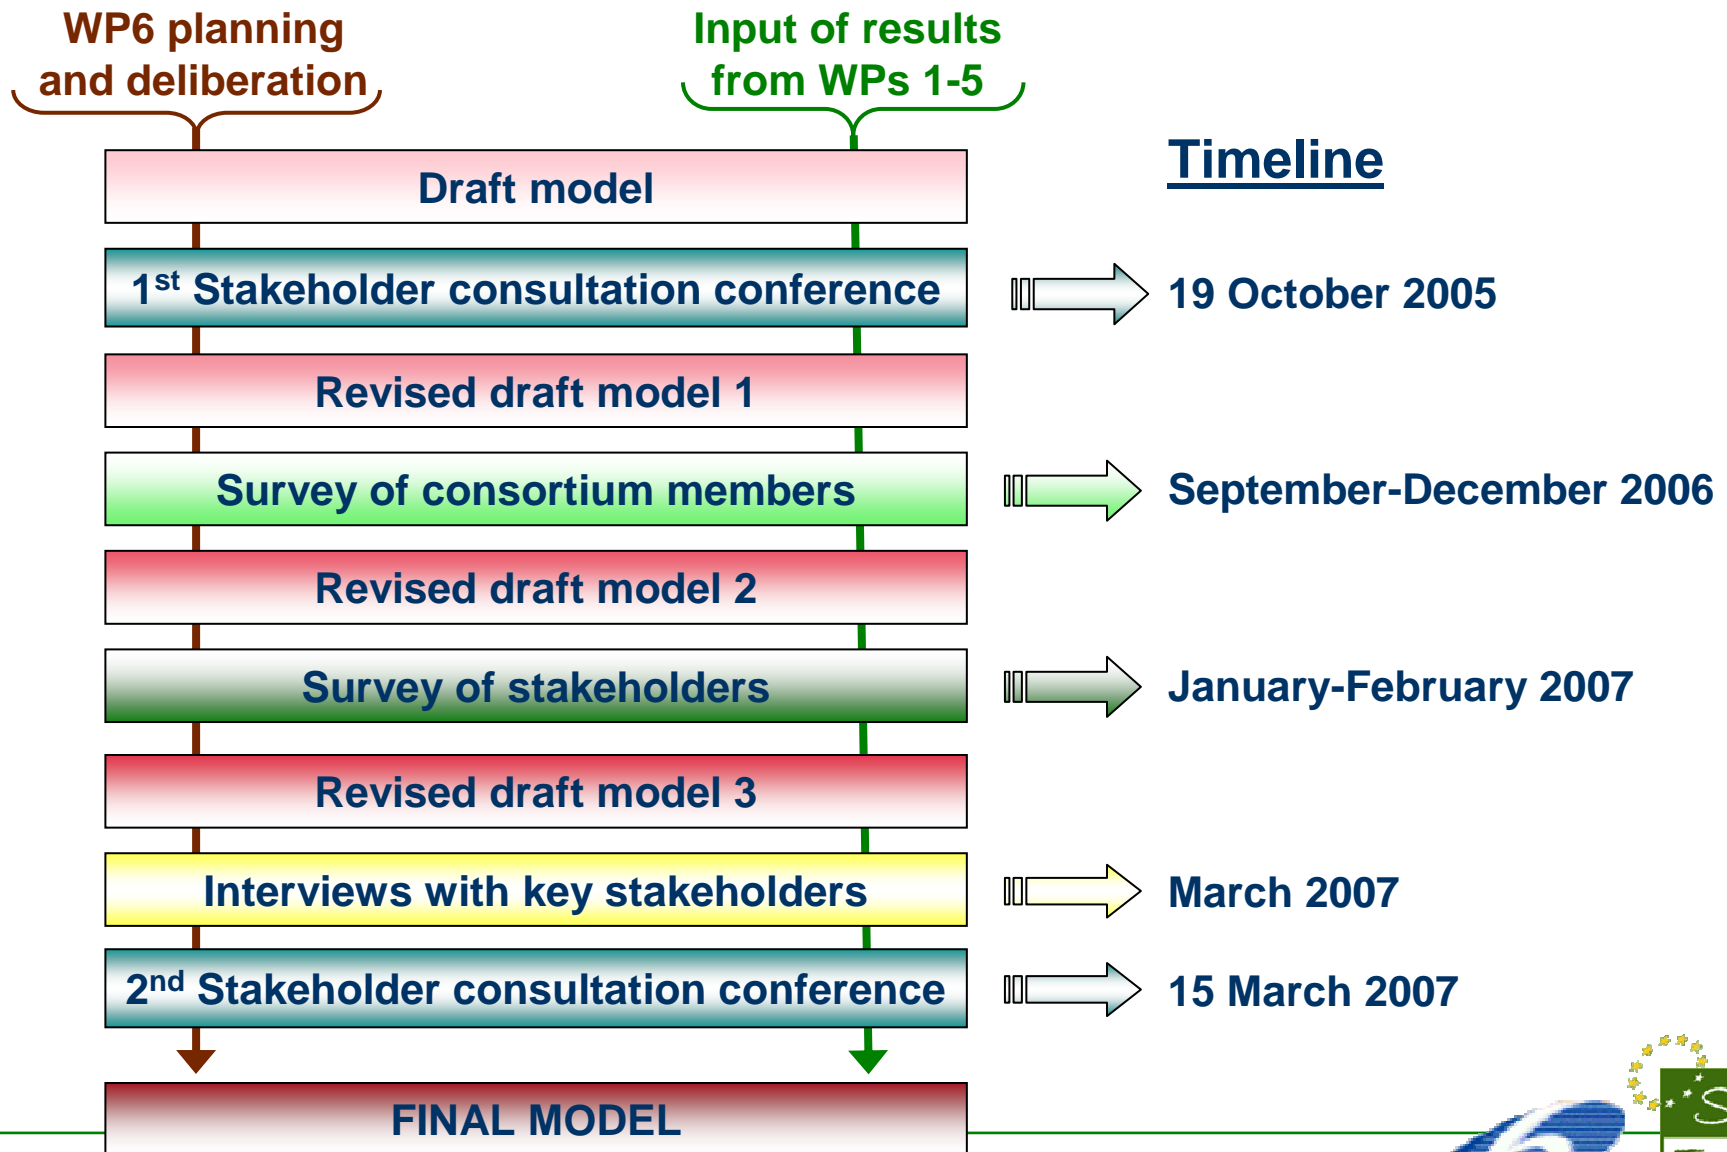 WP6 planning
and deliberation
Input of results
from WPs 1-5
Timeline
Draft model
1st Stakeholder consultation conference
19 October 2005
Revised draft model 1
Survey of consortium members
September-December 2006
Revised draft model 2
Survey of stakeholders
January-February 2007
Revised draft model 3
Interviews with key stakeholders
March 2007
2nd Stakeholder consultation conference
15 March 2007
FINAL MODEL